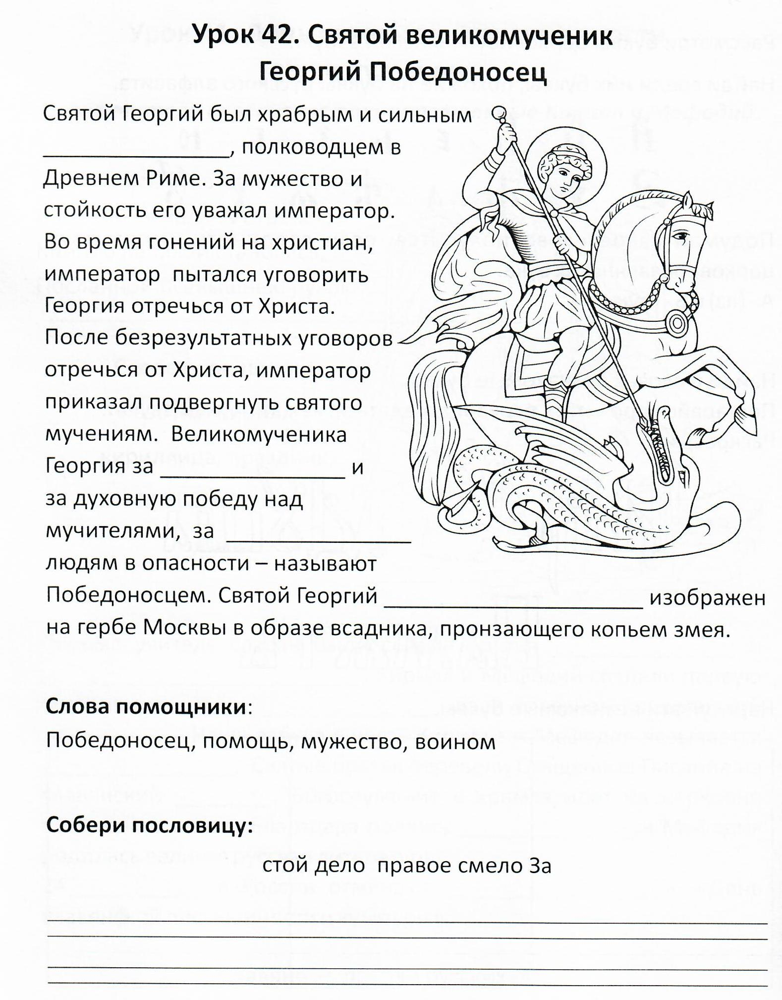 Урок 42. Святой великомученик
Георгий Победоносец
Святой Георгий был храбрым и сильным
________________, полководцем в
Древнем Риме. За мужество и
стойкость его уважал император.
Во время гонений на христиан,
император пытался уговорить
Георгия отречься от Христа.
После безрезультатных уговоров
отречься от Христа, император
приказал подвергнуть святого
мучениям. Великомученика
Георгия за ________________ и
за духовную победу над
мучителями, за ________________
людям в опасности – называют
Победоносцем. Святой Георгий ______________________ изображен
на гербе Москвы в образе всадника, пронзающего копьем змея.
Слова помощники:
Победоносец, помощь, мужество, воином
Собери пословицу:
стой дело правое смело За